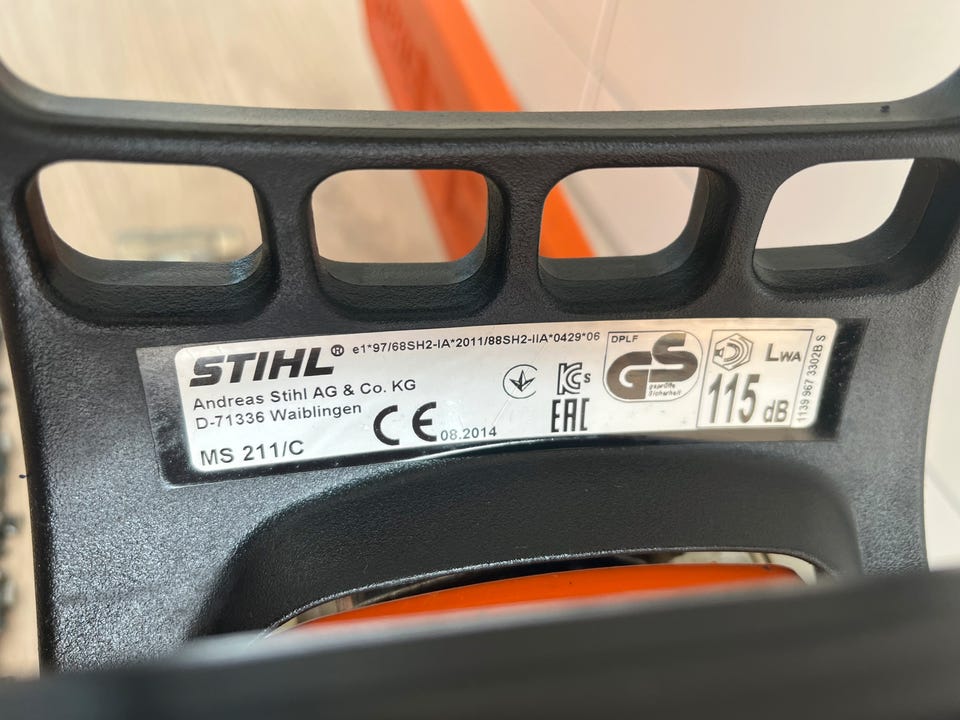 STIHL® e1*97/68SH2-IA*2011/88SH2-IIA*0429*06
Andreas Stihl AG & Co. KG
D-71336 Waiblingen
CE 08.2014
MS 211/C
KCs
EAC
DPLF
GS
geprüfte
Sicherheit
LWA
115 dB
1139 967 3302B S